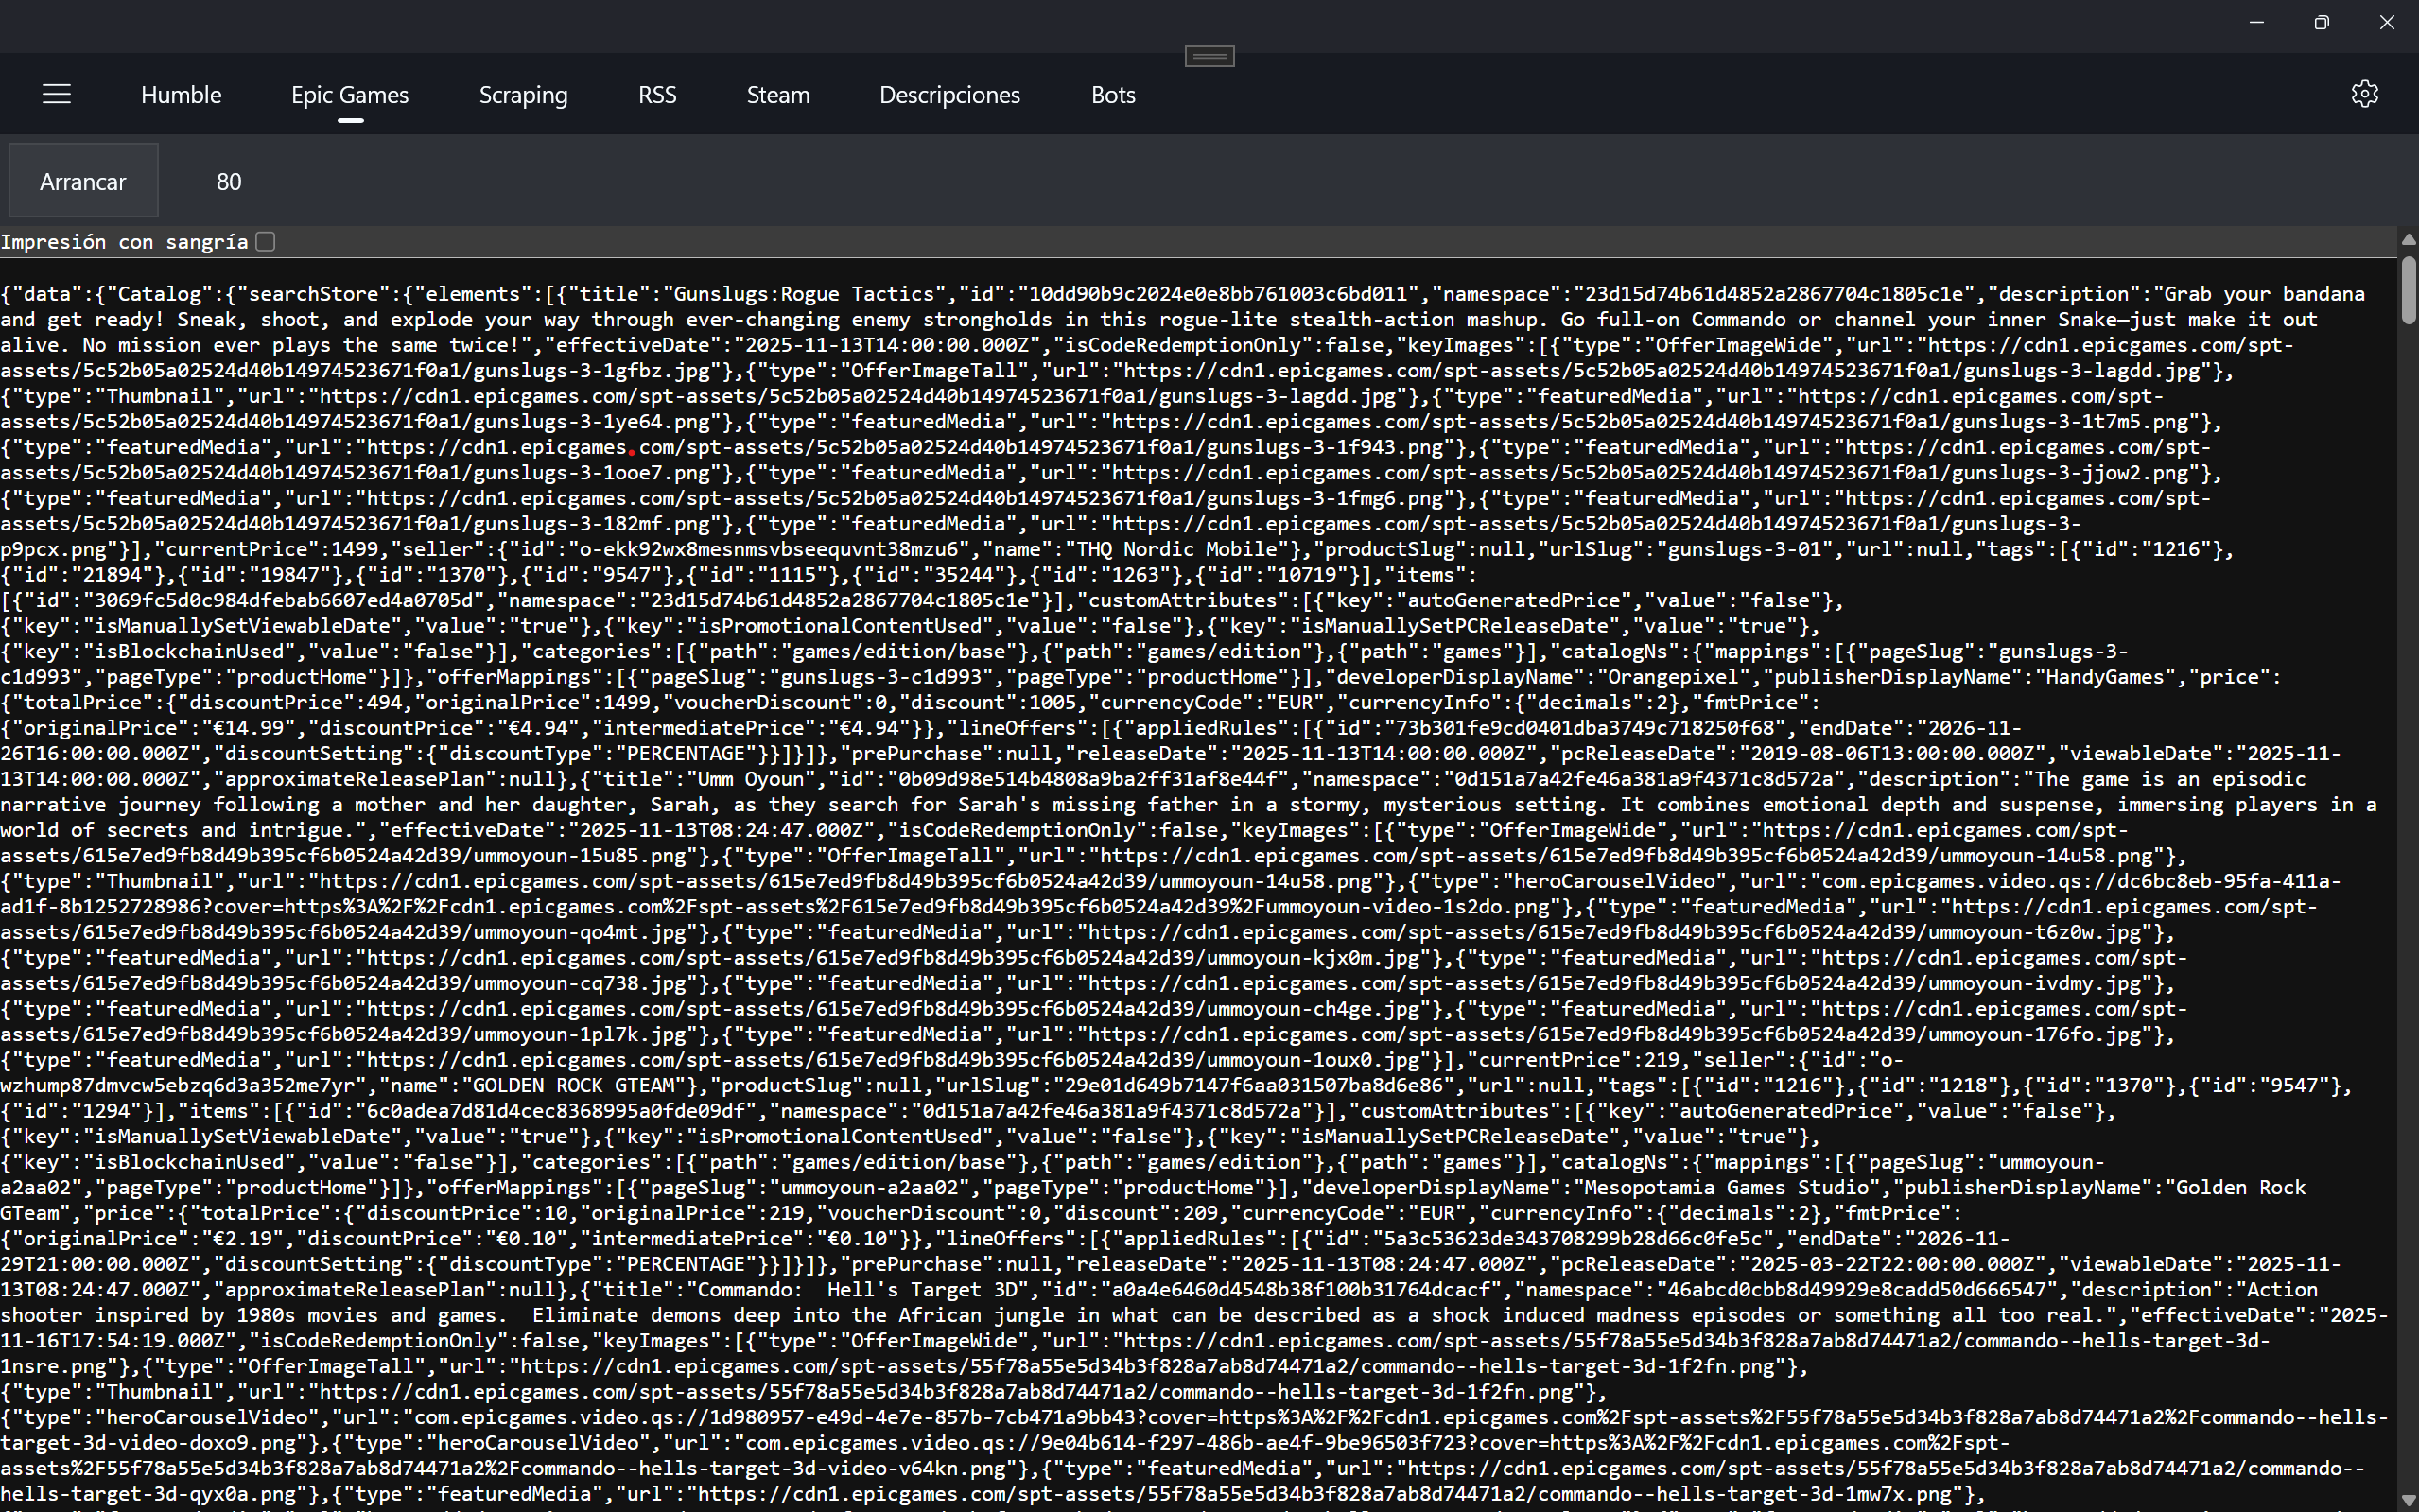 Humble Epic Games Scraping RSS Steam Descripciones Bots
Arrancar 80
Impresión con sangría
{"data":{"Catalog":{"searchStore":{"elements":[{"title":"Gunslugs:Rogue Tactics","id":"10dd90b9c2024e0e8bb761003c6bd011","namespace":"23d15d74b61d4852a2867704c1805c1e","description":"Grab your bandana
and get ready! Sneak, shoot, and explode your way through ever-changing enemy strongholds in this rogue-lite stealth-action mashup. Go full-on Commando or channel your inner Snake—just make it out
alive. No mission ever plays the same twice!","effectiveDate":"2025-11-13T14:00:00.000Z","isCodeRedemptionOnly":false,"keyImages":[{"type":"OfferImageWide","url":"https://cdn1.epicgames.com/spt-
assets/5c52b05a02524d40b14974523671f0a1/gunslugs-3-1gfbz.jpg"},{"type":"OfferImageTall","url":"https://cdn1.epicgames.com/spt-assets/5c52b05a02524d40b14974523671f0a1/gunslugs-3-lagdd.jpg"},
{"type":"Thumbnail","url":"https://cdn1.epicgames.com/spt-assets/5c52b05a02524d40b14974523671f0a1/gunslugs-3-lagdd.jpg"},{"type":"featuredMedia","url":"https://cdn1.epicgames.com/spt-
assets/5c52b05a02524d40b14974523671f0a1/gunslugs-3-1ye64.png"},{"type":"featuredMedia","url":"https://cdn1.epicgames.com/spt-assets/5c52b05a02524d40b14974523671f0a1/gunslugs-3-1t7m5.png"},
{"type":"featuredMedia","url":"https://cdn1.epicgames.com/spt-assets/5c52b05a02524d40b14974523671f0a1/gunslugs-3-1f943.png"},{"type":"featuredMedia","url":"https://cdn1.epicgames.com/spt-
assets/5c52b05a02524d40b14974523671f0a1/gunslugs-3-1ooe7.png"},{"type":"featuredMedia","url":"https://cdn1.epicgames.com/spt-assets/5c52b05a02524d40b14974523671f0a1/gunslugs-3-jjow2.png"},
{"type":"featuredMedia","url":"https://cdn1.epicgames.com/spt-assets/5c52b05a02524d40b14974523671f0a1/gunslugs-3-1fmg6.png"},{"type":"featuredMedia","url":"https://cdn1.epicgames.com/spt-
assets/5c52b05a02524d40b14974523671f0a1/gunslugs-3-182mf.png"},{"type":"featuredMedia","url":"https://cdn1.epicgames.com/spt-assets/5c52b05a02524d40b14974523671f0a1/gunslugs-3-
p9pcx.png"}],"currentPrice":1499,"seller":{"id":"o-ekk92wx8mesnmsvbseequvnt38mzu6","name":"THQ Nordic Mobile"},"productSlug":null,"urlSlug":"gunslugs-3-01","url":null,"tags":[{"id":"1216"},
{"id":"21894"},{"id":"19847"},{"id":"1370"},{"id":"9547"},{"id":"1115"},{"id":"35244"},{"id":"1263"},{"id":"10719"}],"items":
[{"id":"3069fc5d0c984dfebab6607ed4a0705d","namespace":"23d15d74b61d4852a2867704c1805c1e"}],"customAttributes":[{"key":"autoGeneratedPrice","value":"false"},
{"key":"isManuallySetViewableDate","value":"true"},{"key":"isPromotionalContentUsed","value":"false"},{"key":"isManuallySetPCReleaseDate","value":"true"},
{"key":"isBlockchainUsed","value":"false"}],"categories":[{"path":"games/edition/base"},{"path":"games/edition"},{"path":"games"}],"catalogNs":{"mappings":[{"pageSlug":"gunslugs-3-
c1d993","pageType":"productHome"}]},"offerMappings":[{"pageSlug":"gunslugs-3-c1d993","pageType":"productHome"}],"developerDisplayName":"Orangepixel","publisherDisplayName":"HandyGames","price":
{"totalPrice":{"discountPrice":494,"originalPrice":1499,"voucherDiscount":0,"discount":1005,"currencyCode":"EUR","currencyInfo":{"decimals":2},"fmtPrice":
{"originalPrice":"€14.99","discountPrice":"€4.94","intermediatePrice":"€4.94"}},"lineOffers":[{"appliedRules":[{"id":"73b301fe9cd0401dba3749c718250f68","endDate":"2026-11-
26T16:00:00.000Z","discountSetting":{"discountType":"PERCENTAGE"}}]}]},"prePurchase":null,"releaseDate":"2025-11-13T14:00:00.000Z","pcReleaseDate":"2019-08-06T13:00:00.000Z","viewableDate":"2025-11-
13T14:00:00.000Z","approximateReleasePlan":null},{"title":"Umm Oyoun","id":"0b09d98e514b4808a9ba2ff31af8e44f","namespace":"0d151a7a42fe46a381a9f4371c8d572a","description":"The game is an episodic
narrative journey following a mother and her daughter, Sarah, as they search for Sarah's missing father in a stormy, mysterious setting. It combines emotional depth and suspense, immersing players in a
world of secrets and intrigue.","effectiveDate":"2025-11-13T08:24:47.000Z","isCodeRedemptionOnly":false,"keyImages":[{"type":"OfferImageWide","url":"https://cdn1.epicgames.com/spt-
assets/615e7ed9fb8d49b395cf6b0524a42d39/ummoyoun-15u85.png"},{"type":"OfferImageTall","url":"https://cdn1.epicgames.com/spt-assets/615e7ed9fb8d49b395cf6b0524a42d39/ummoyoun-14u58.png"},
{"type":"Thumbnail","url":"https://cdn1.epicgames.com/spt-assets/615e7ed9fb8d49b395cf6b0524a42d39/ummoyoun-14u58.png"},{"type":"heroCarouselVideo","url":"com.epicgames.video.qs://dc6bc8eb-95fa-411a-
ad1f-8b1252728986?cover=https%3A%2F%2Fcdn1.epicgames.com%2Fspt-assets%2F615e7ed9fb8d49b395cf6b0524a42d39%2Fummoyoun-video-1s2do.png"},{"type":"featuredMedia","url":"https://cdn1.epicgames.com/spt-
assets/615e7ed9fb8d49b395cf6b0524a42d39/ummoyoun-qo4mt.jpg"},{"type":"featuredMedia","url":"https://cdn1.epicgames.com/spt-assets/615e7ed9fb8d49b395cf6b0524a42d39/ummoyoun-t6z0w.jpg"},
{"type":"featuredMedia","url":"https://cdn1.epicgames.com/spt-assets/615e7ed9fb8d49b395cf6b0524a42d39/ummoyoun-kjx0m.jpg"},{"type":"featuredMedia","url":"https://cdn1.epicgames.com/spt-
assets/615e7ed9fb8d49b395cf6b0524a42d39/ummoyoun-cq738.jpg"},{"type":"featuredMedia","url":"https://cdn1.epicgames.com/spt-assets/615e7ed9fb8d49b395cf6b0524a42d39/ummoyoun-ivdmy.jpg"},
{"type":"featuredMedia","url":"https://cdn1.epicgames.com/spt-assets/615e7ed9fb8d49b395cf6b0524a42d39/ummoyoun-ch4ge.jpg"},{"type":"featuredMedia","url":"https://cdn1.epicgames.com/spt-
assets/615e7ed9fb8d49b395cf6b0524a42d39/ummoyoun-1pl7k.jpg"},{"type":"featuredMedia","url":"https://cdn1.epicgames.com/spt-assets/615e7ed9fb8d49b395cf6b0524a42d39/ummoyoun-176fo.jpg"},
{"type":"featuredMedia","url":"https://cdn1.epicgames.com/spt-assets/615e7ed9fb8d49b395cf6b0524a42d39/ummoyoun-1oux0.jpg"}],"currentPrice":219,"seller":{"id":"o-
wzhump87dmvcw5ebzq6d3a352me7yr","name":"GOLDEN ROCK GTEAM"},"productSlug":null,"urlSlug":"29e01d649b7147f6aa031507ba8d6e86","url":null,"tags":[{"id":"1216"},{"id":"1218"},{"id":"1370"},{"id":"9547"},
{"id":"1294"}],"items":[{"id":"6c0adea7d81d4cec8368995a0fde09df","namespace":"0d151a7a42fe46a381a9f4371c8d572a"}],"customAttributes":[{"key":"autoGeneratedPrice","value":"false"},
{"key":"isManuallySetViewableDate","value":"true"},{"key":"isPromotionalContentUsed","value":"false"},{"key":"isManuallySetPCReleaseDate","value":"true"},
{"key":"isBlockchainUsed","value":"false"}],"categories":[{"path":"games/edition/base"},{"path":"games/edition"},{"path":"games"}],"catalogNs":{"mappings":[{"pageSlug":"ummoyoun-
a2aa02","pageType":"productHome"}]},"offerMappings":[{"pageSlug":"ummoyoun-a2aa02","pageType":"productHome"}],"developerDisplayName":"Mesopotamia Games Studio","publisherDisplayName":"Golden Rock
GTeam","price":{"totalPrice":{"discountPrice":10,"originalPrice":219,"voucherDiscount":0,"discount":209,"currencyCode":"EUR","currencyInfo":{"decimals":2},"fmtPrice":
{"originalPrice":"€2.19","discountPrice":"€0.10","intermediatePrice":"€0.10"}},"lineOffers":[{"appliedRules":[{"id":"5a3c53623de343708299b28d66c0fe5c","endDate":"2026-11-
29T21:00:00.000Z","discountSetting":{"discountType":"PERCENTAGE"}}]}]},"prePurchase":null,"releaseDate":"2025-11-13T08:24:47.000Z","pcReleaseDate":"2025-03-22T22:00:00.000Z","viewableDate":"2025-11-
13T08:24:47.000Z","approximateReleasePlan":null},{"title":"Commando:  Hell's Target 3D","id":"a0a4e6460d4548b38f100b31764dcacf","namespace":"46abcd0cbb8d49929e8cadd50d666547","description":"Action
shooter inspired by 1980s movies and games.  Eliminate demons deep into the African jungle in what can be described as a shock induced madness episodes or something all too real.","effectiveDate":"2025-
11-16T17:54:19.000Z","isCodeRedemptionOnly":false,"keyImages":[{"type":"OfferImageWide","url":"https://cdn1.epicgames.com/spt-assets/55f78a55e5d34b3f828a7ab8d74471a2/commando--hells-target-3d-
1nsre.png"},{"type":"OfferImageTall","url":"https://cdn1.epicgames.com/spt-assets/55f78a55e5d34b3f828a7ab8d74471a2/commando--hells-target-3d-1f2fn.png"},
{"type":"Thumbnail","url":"https://cdn1.epicgames.com/spt-assets/55f78a55e5d34b3f828a7ab8d74471a2/commando--hells-target-3d-1f2fn.png"},
{"type":"heroCarouselVideo","url":"com.epicgames.video.qs://1d980957-e49d-4e7e-857b-7cb471a9bb43?cover=https%3A%2F%2Fcdn1.epicgames.com%2Fspt-assets%2F55f78a55e5d34b3f828a7ab8d74471a2%2Fcommando--hells-
target-3d-video-doxo9.png"},{"type":"heroCarouselVideo","url":"com.epicgames.video.qs://9e04b614-f297-486b-ae4f-9be96503f723?cover=https%3A%2F%2Fcdn1.epicgames.com%2Fspt-
assets%2F55f78a55e5d34b3f828a7ab8d74471a2%2Fcommando--hells-target-3d-video-v64kn.png"},{"type":"featuredMedia","url":"https://cdn1.epicgames.com/spt-assets/55f78a55e5d34b3f828a7ab8d74471a2/commando--
hells-target-3d-qyx0a.png"},{"type":"featuredMedia","url":"https://cdn1.epicgames.com/spt-assets/55f78a55e5d34b3f828a7ab8d74471a2/commando--hells-target-3d-1mw7x.png"},